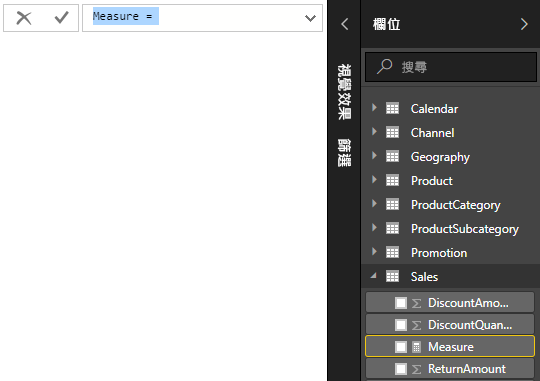 Measure =
視覺效果
篩選
欄位
搜尋
Calendar
Channel
Geography
Product
ProductCategory
ProductSubcategory
Promotion
Sales
DiscountAmo...
DiscountQuan...
Measure
ReturnAmount